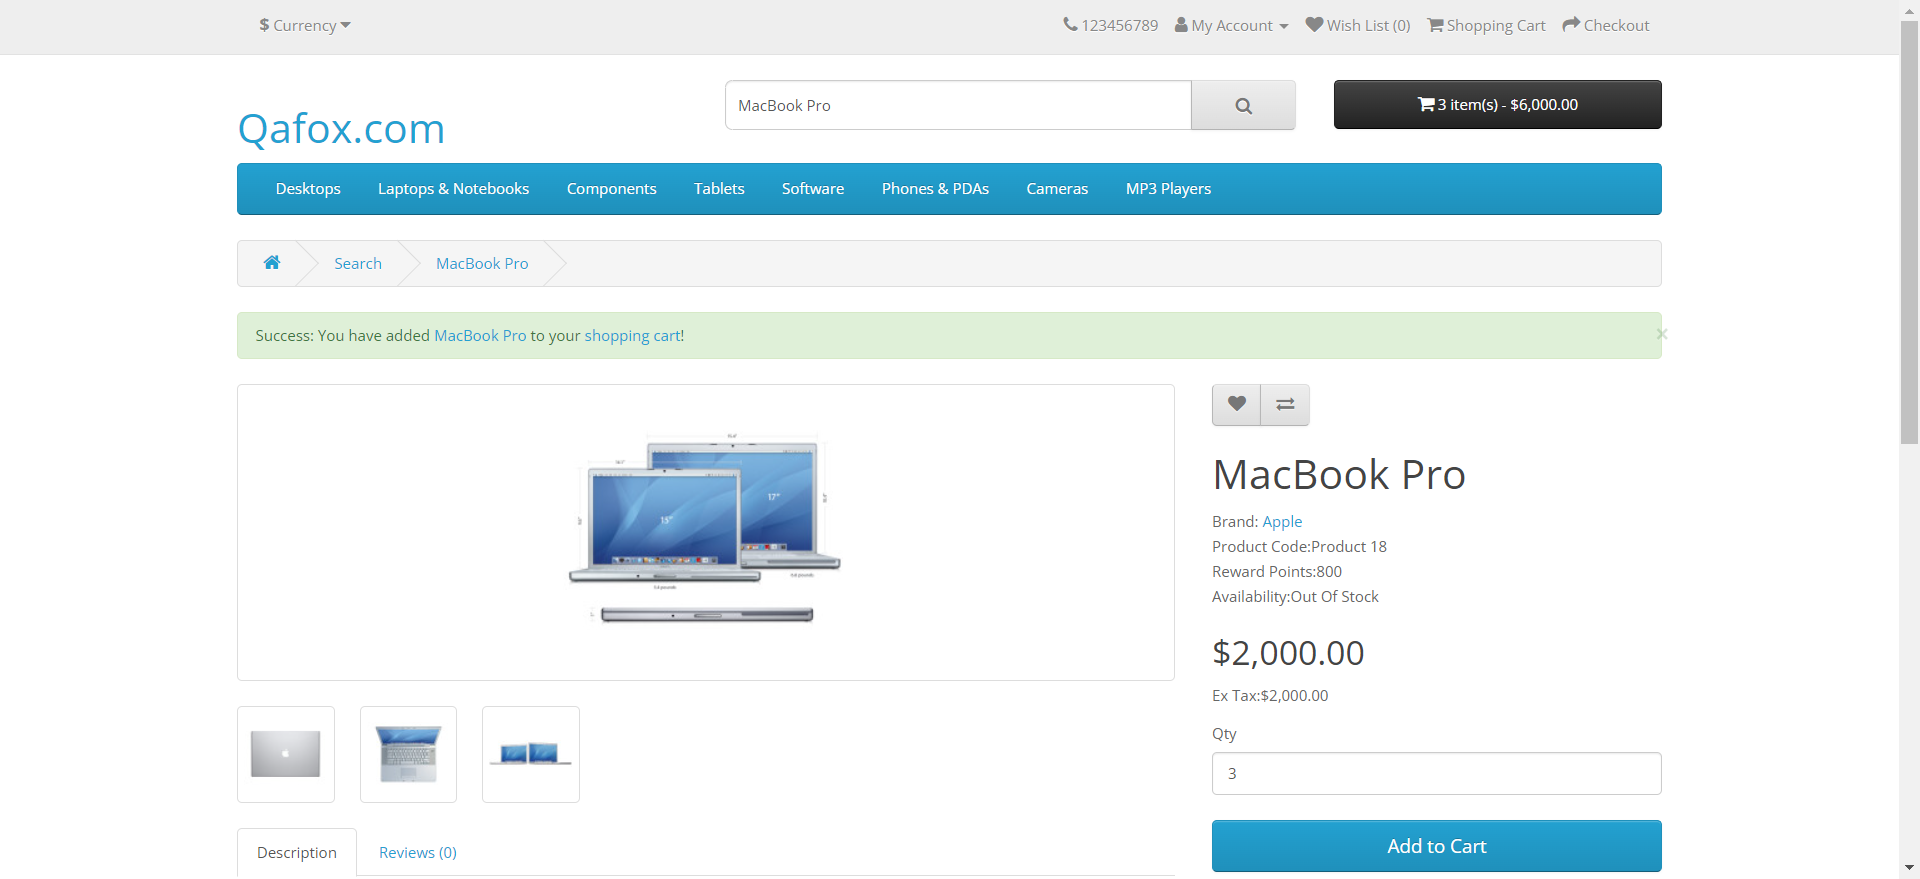 $ Currency
123456789 My Account Wish List (0) Shopping Cart Checkout
Qafox.com
MacBook Pro
3 item(s) - $6,000.00
Desktops Laptops & Notebooks Components Tablets Software Phones & PDAs Cameras MP3 Players
Search MacBook Pro
Success: You have added MacBook Pro to your shopping cart!
×
15"
17"
MacBook Pro
Brand: Apple
Product Code:Product 18
Reward Points:800
Availability:Out Of Stock
$2,000.00
Ex Tax:$2,000.00
Qty
3
Add to Cart
Description Reviews (0)